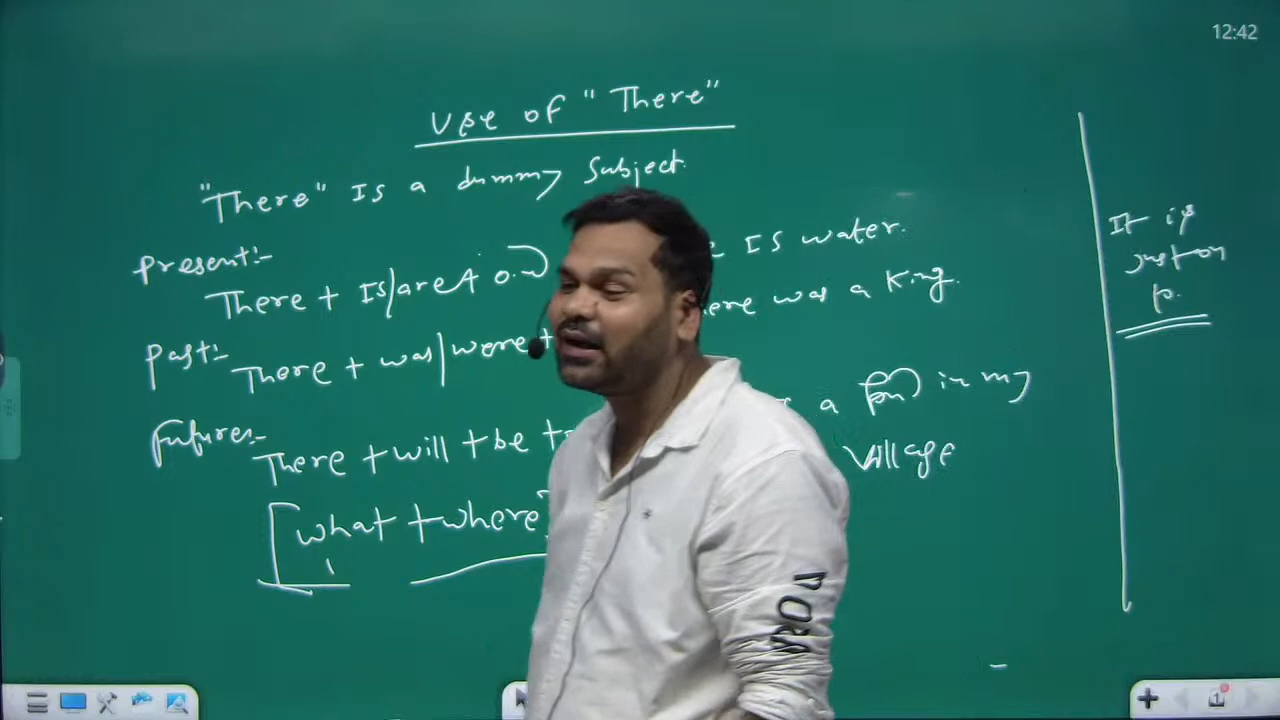 12:42
Use of "There"
"There" Is a dummy Subject.
Present:-
There + Is/are + o. Is water.
Past:-
There + was/were + was a King.
Future:-
There + will + be + a in my
village
[what + where]
It is
just on
p.